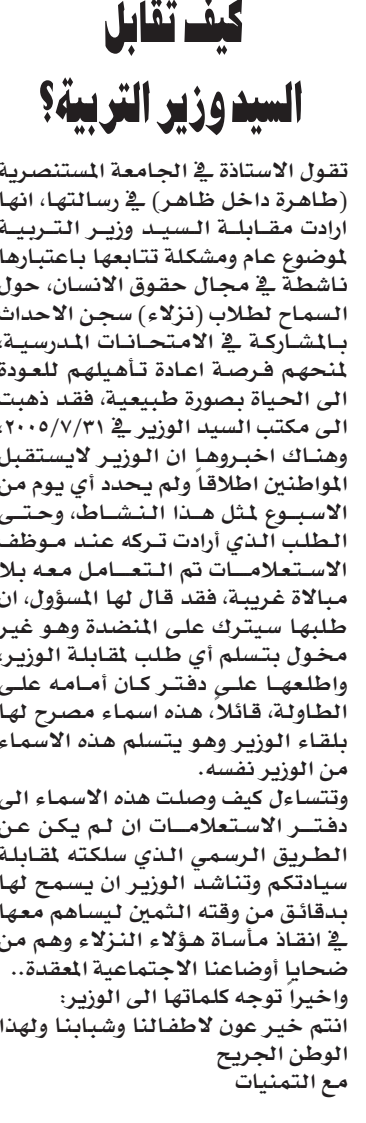 كيف تقابل
السيد وزير التربية؟
تقول الاستاذة في الجامعة المستنصرية
(طاهرة داخل ظاهر) في رسالتها، انها
ارادت مقابلة السيد وزير التربية
لموضوع عام ومشكلة تتابعها باعتبارها
ناشطة في مجال حقوق الانسان، حول
السماح لطلاب (نزلاء) سجن الاحداث
بالمشاركة في الامتحانات المدرسية،
لمنحهم فرصة اعادة تأهيلهم للعودة
الى الحياة بصورة طبيعية، فقد ذهبت
الى مكتب السيد الوزير في ٢٠٠٥/٧/٣١،
وهناك اخبروها ان الوزير لايستقبل
المواطنين اطلاقاً ولم يحدد أي يوم من
الاسبوع لمثل هذا النشاط، وحتى
الطلب الذي أرادت تركه عند موظف
الاستعلامات تم التعامل معه بلا
مبالاة غريبة، فقد قال لها المسؤول، ان
طلبها سيترك على المنضدة وهو غير
مخول بتسلم أي طلب لمقابلة الوزير،
واطلعها على دفتر كان أمامه على
الطاولة، قائلاً، هذه اسماء مصرح لها
بلقاء الوزير وهو يتسلم هذه الاسماء
من الوزير نفسه.
وتتساءل كيف وصلت هذه الاسماء الى
دفتر الاستعلامات ان لم يكن عن
الطريق الرسمي الذي سلكته لمقابلة
سيادتكم وتناشد الوزير ان يسمح لها
بدقائق من وقته الثمين ليساهم معها
في انقاذ مأساة هؤلاء النزلاء وهم من
ضحايا أوضاعنا الاجتماعية المعقدة..
واخيراً توجه كلماتها الى الوزير:
انتم خير عون لاطفالنا وشبابنا ولهذا
الوطن الجريح
مع التمنيات